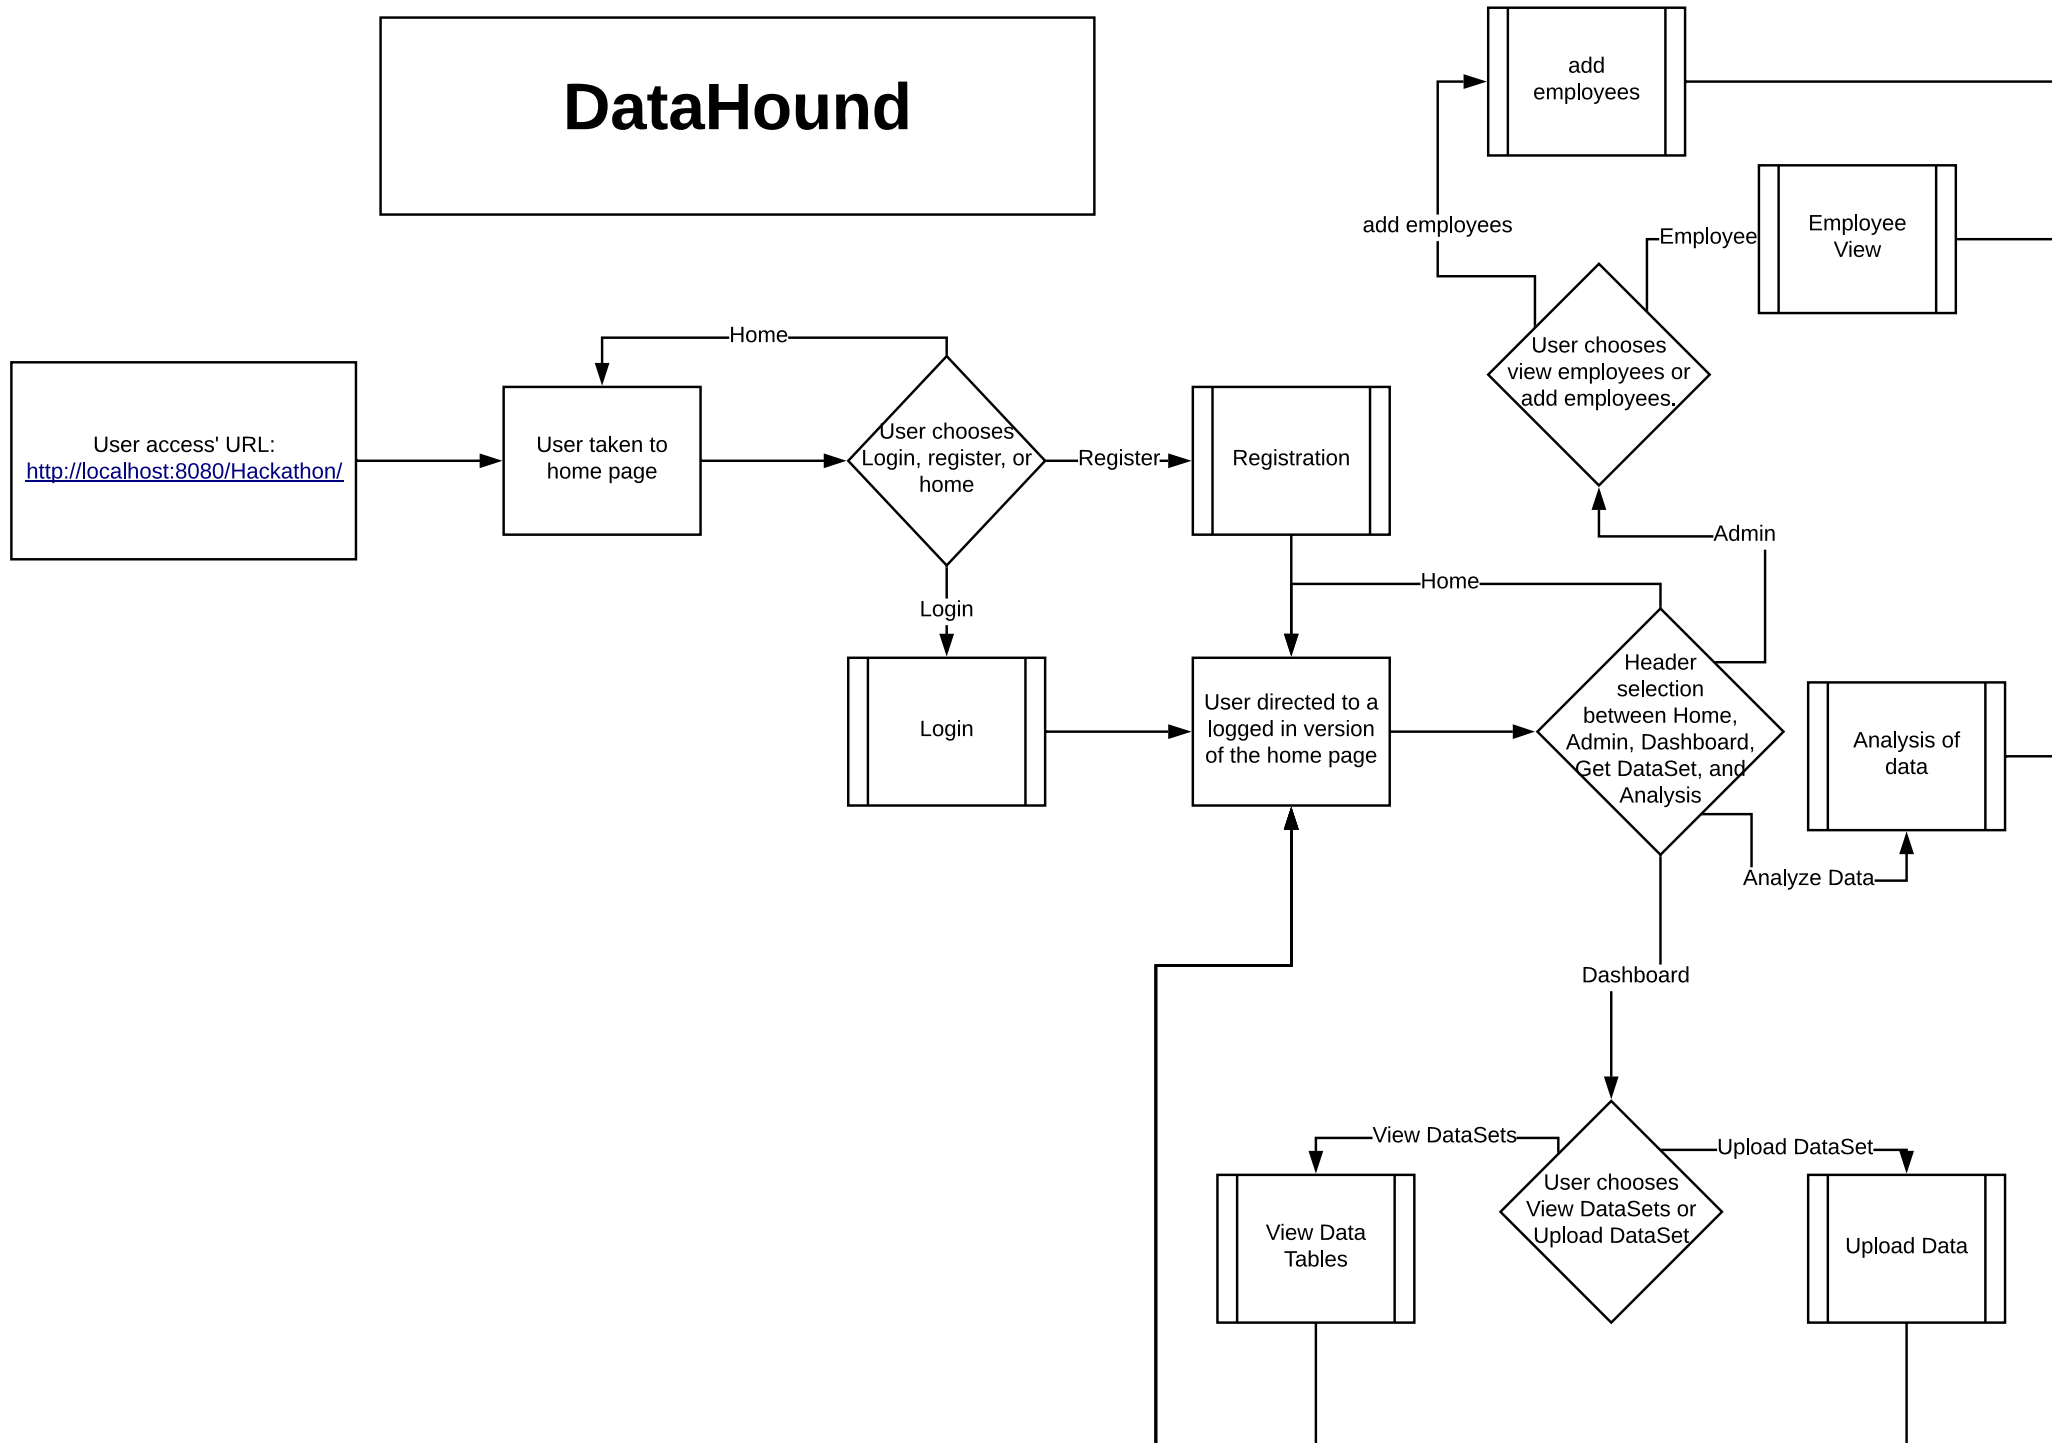 DataHound
add
employees
Employee
View
add employees
Employee
User chooses
view employees or
add employees.
Home
User access' URL:
http://localhost:8080/Hackathon/
User taken to
home page
User chooses
Login, register, or
home
Register
Registration
Admin
Home
Login
Login
User directed to a
logged in version
of the home page
Header
selection
between Home,
Admin, Dashboard,
Get DataSet, and
Analysis
Analysis of
data
Analyze Data
Dashboard
View DataSets
Upload DataSet
View Data
Tables
User chooses
View DataSets or
Upload DataSet
Upload Data